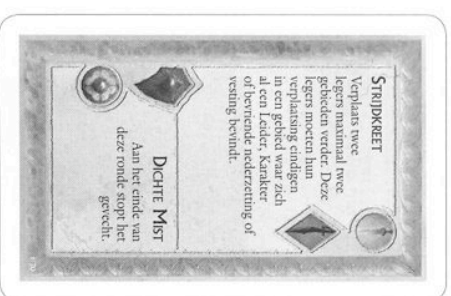 STRIJDKREET
Verplaats twee
legers maximaal twee
gebieden verder. Deze
legers moeten hun
verplaatsing eindigen
in een gebied waar zich
al een Leider, Karakter
of bevriende nederzetting of
vesting bevindt.
DICHTE MIST
Aan het einde van
deze ronde stopt het
gevecht.